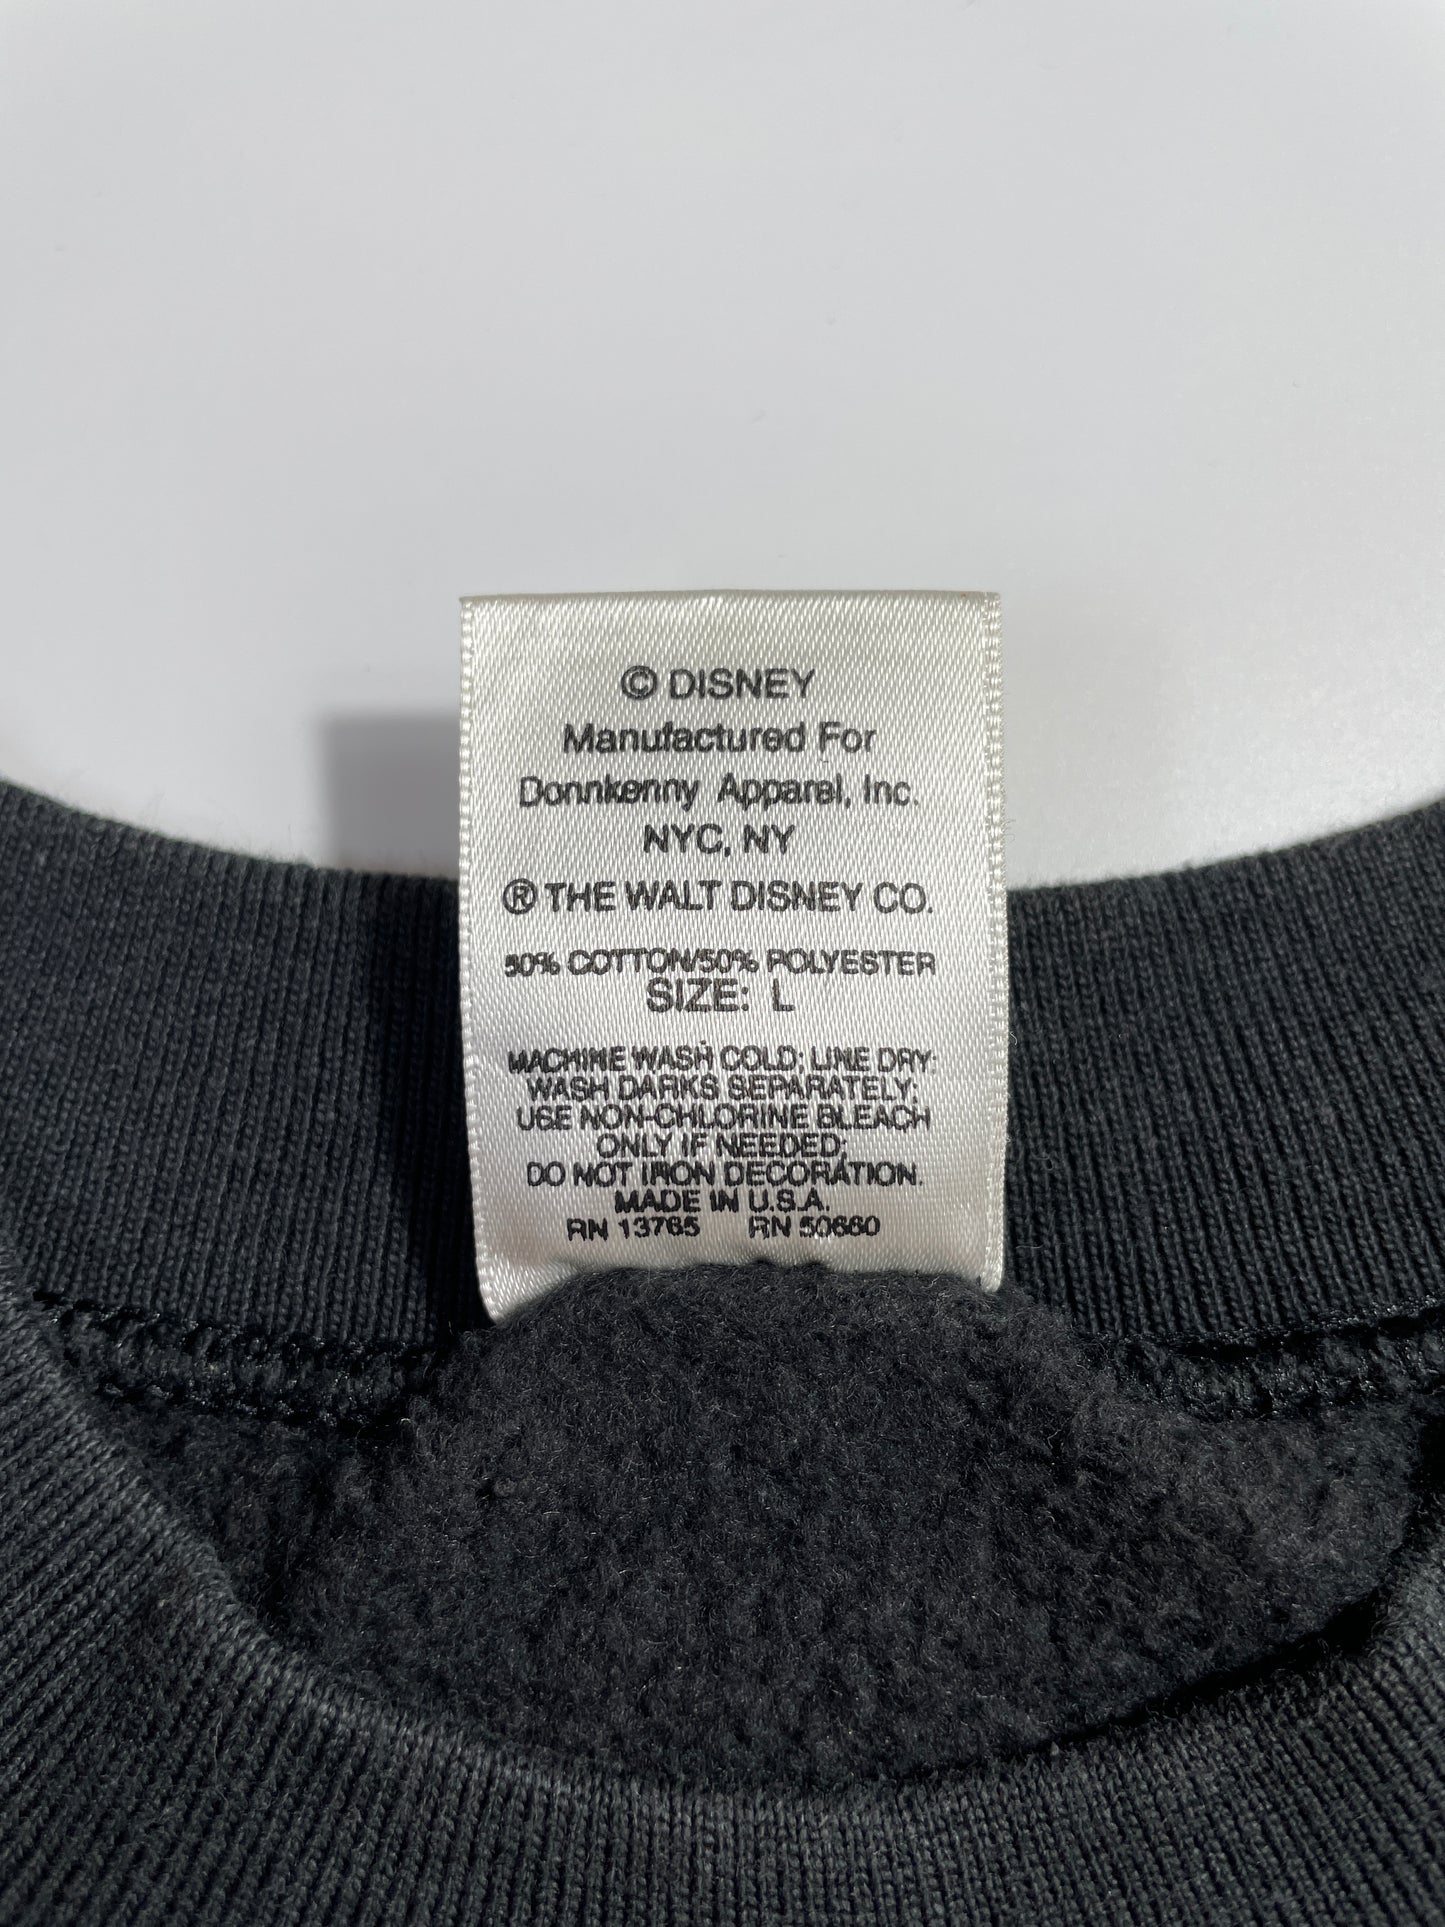 © DISNEY
Manufactured For
Donnkenny Apparel, Inc.
NYC, NY
® THE WALT DISNEY CO.
50% COTTON/50% POLYESTER
SIZE: L
MACHINE WASH COLD; LINE DRY;
WASH DARKS SEPARATELY;
USE NON-CHLORINE BLEACH
ONLY IF NEEDED;
DO NOT IRON DECORATION.
MADE IN U.S.A.
RN 13765 RN 50660